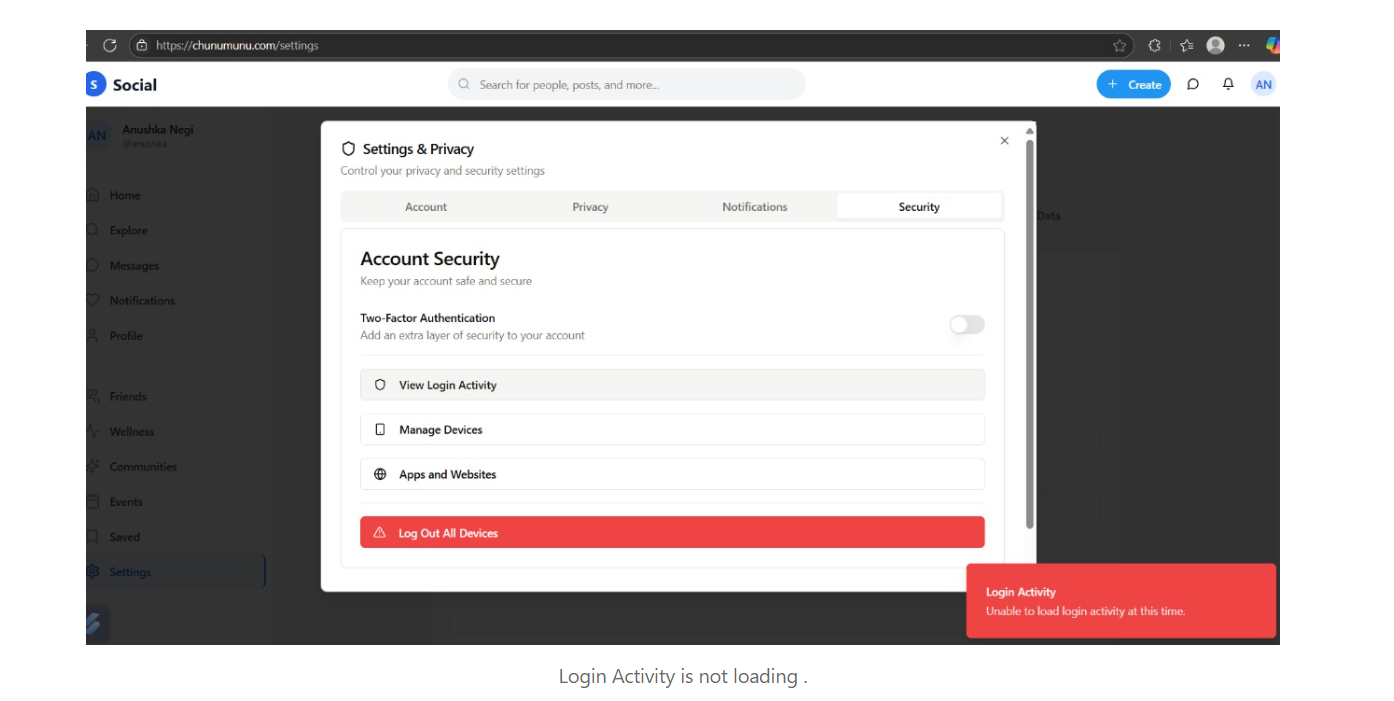 https://chunumunu.com/settings
S Social
Search for people, posts, and more...
+ Create
AN
AN Anushka Negi
@anushka
Home
Explore
Messages
Notifications
Profile
Friends
Wellness
Communities
Events
Saved
Settings
Settings & Privacy
Control your privacy and security settings
Account Privacy Notifications Security
Data
Account Security
Keep your account safe and secure
Two-Factor Authentication
Add an extra layer of security to your account
View Login Activity
Manage Devices
Apps and Websites
Log Out All Devices
Login Activity
Unable to load login activity at this time.
Login Activity is not loading .